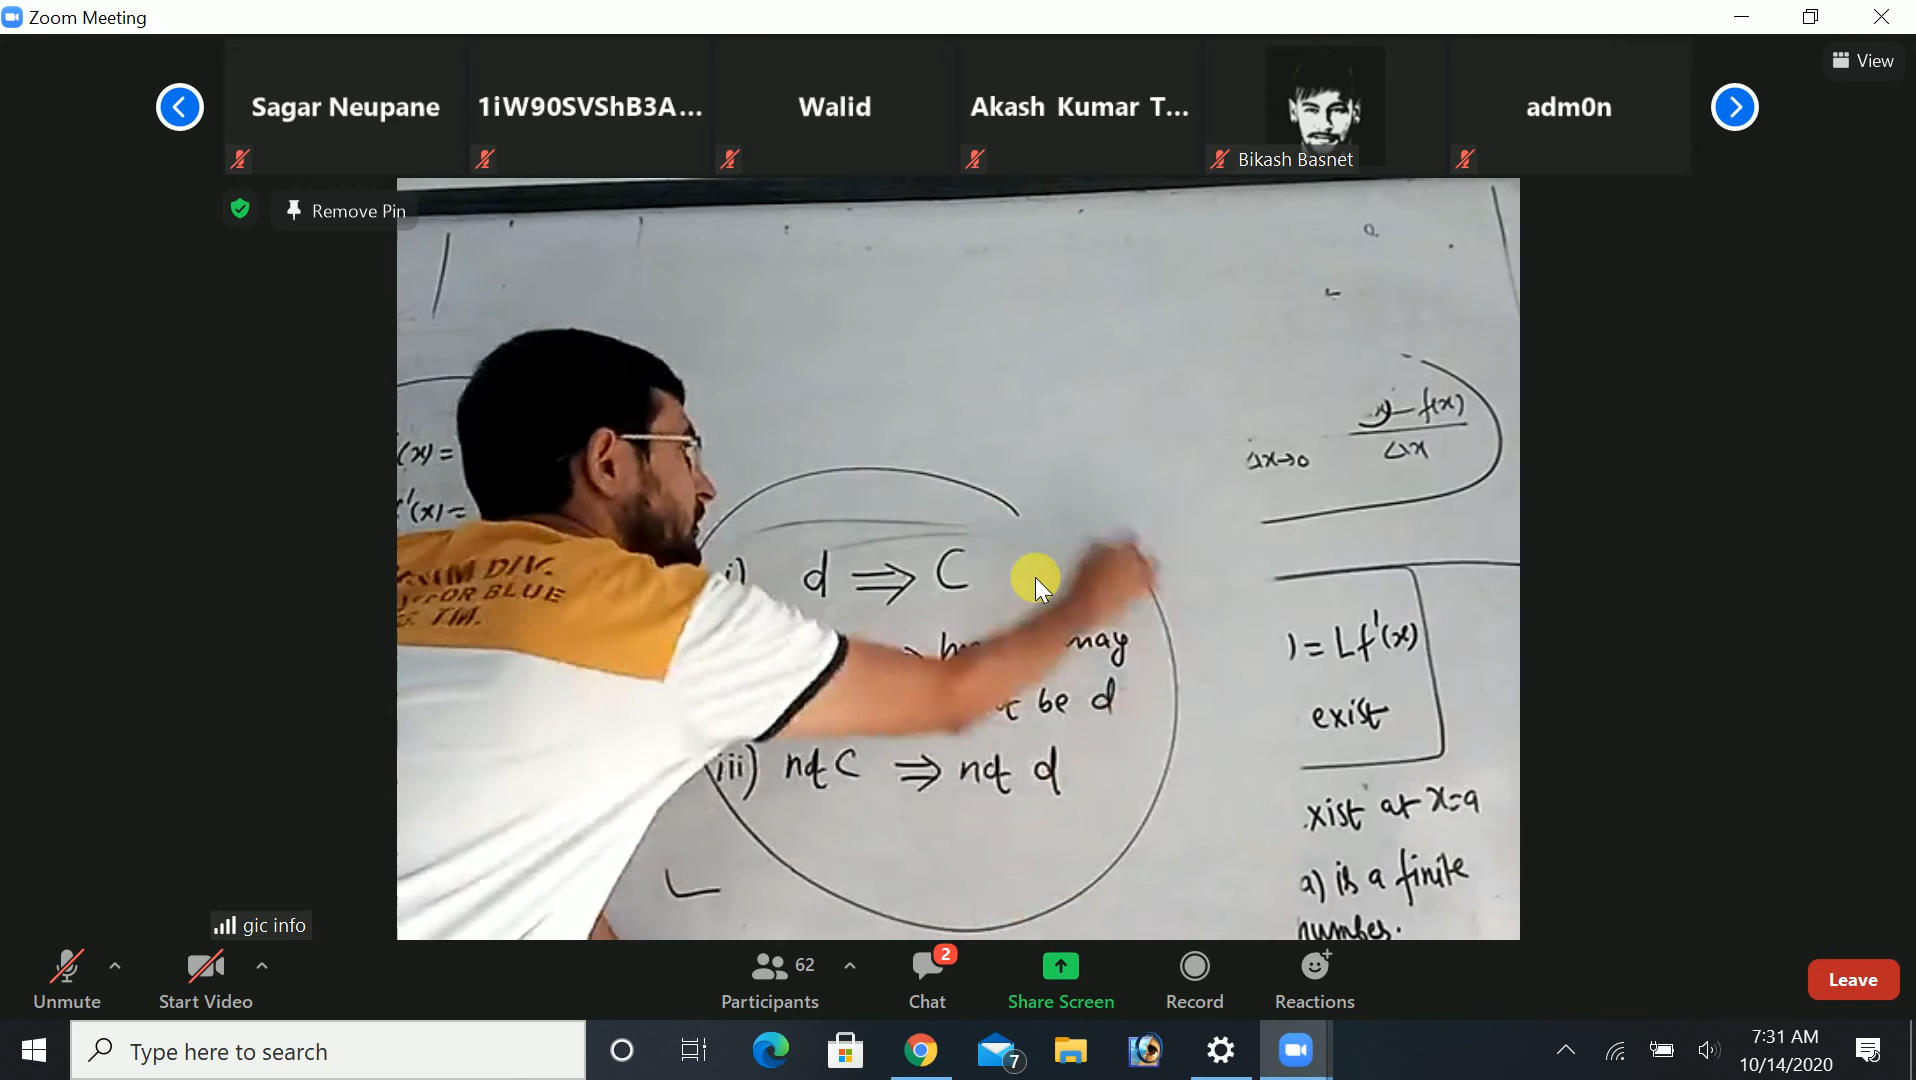 Zoom Meeting
View
Sagar Neupane
1iW90SVShB3A...
Walid
Akash Kumar T...
Bikash Basnet
adm0n
Remove Pin
f(x)
Δx
Δx→0
(x) =
'(x) =
i) d ⇒ C
may
be d
iii) not C ⇒ not d
) = Lf'(x)
exist
xist at x=a
a) is a finite
number.
DIV.
OR BLUE
TM.
gic info
Unmute
Start Video
62
Participants
2
Chat
Share Screen
Record
Reactions
Leave
Type here to search
7
7:31 AM
10/14/2020